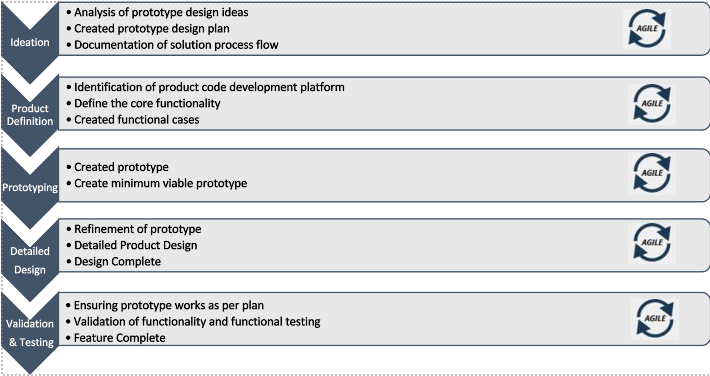 Ideation
• Analysis of prototype design ideas
• Created prototype design plan
• Documentation of solution process flow
AGILE
Product
Definition
• Identification of product code development platform
• Define the core functionality
• Created functional cases
AGILE
Prototyping
• Created prototype
• Create minimum viable prototype
AGILE
Detailed
Design
• Refinement of prototype
• Detailed Product Design
• Design Complete
AGILE
Validation
& Testing
• Ensuring prototype works as per plan
• Validation of functionality and functional testing
• Feature Complete
AGILE